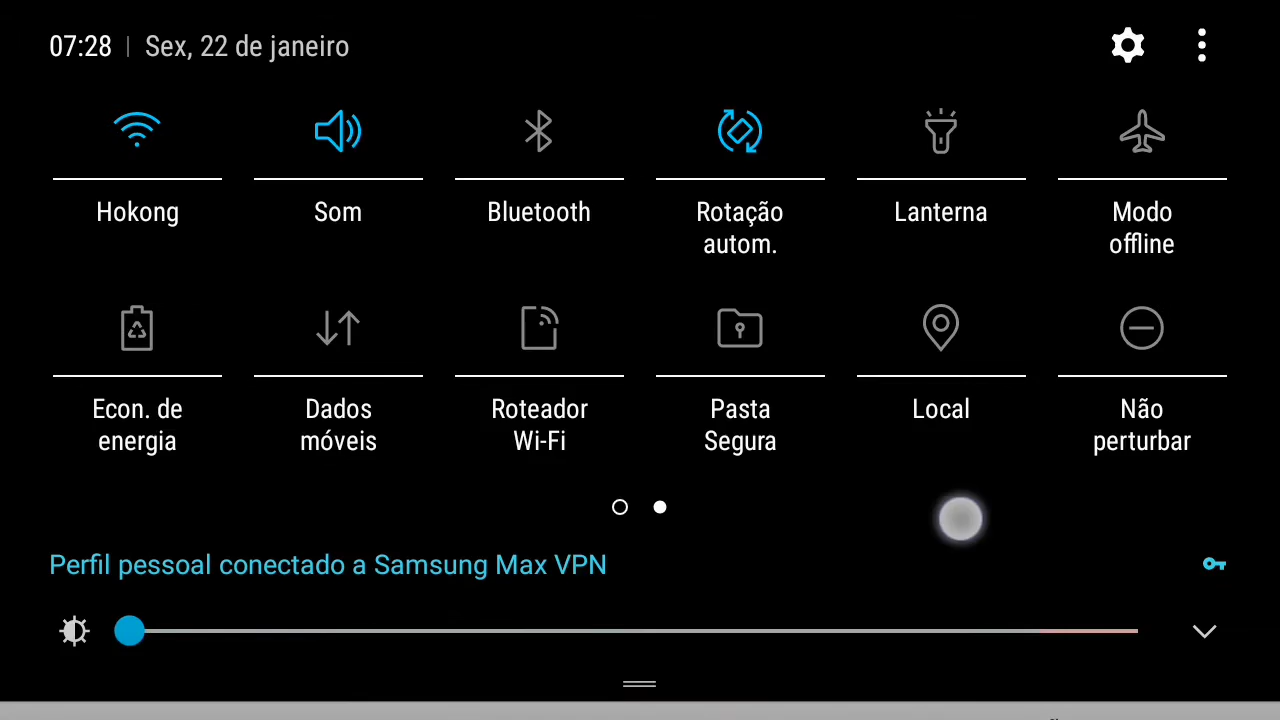 07:28 | Sex, 22 de janeiro
Hokong
Som
Bluetooth
Rotação
autom.
Lanterna
Modo
offline
Econ. de
energia
Dados
móveis
Roteador
Wi-Fi
Pasta
Segura
Local
Não
perturbar
Perfil pessoal conectado a Samsung Max VPN